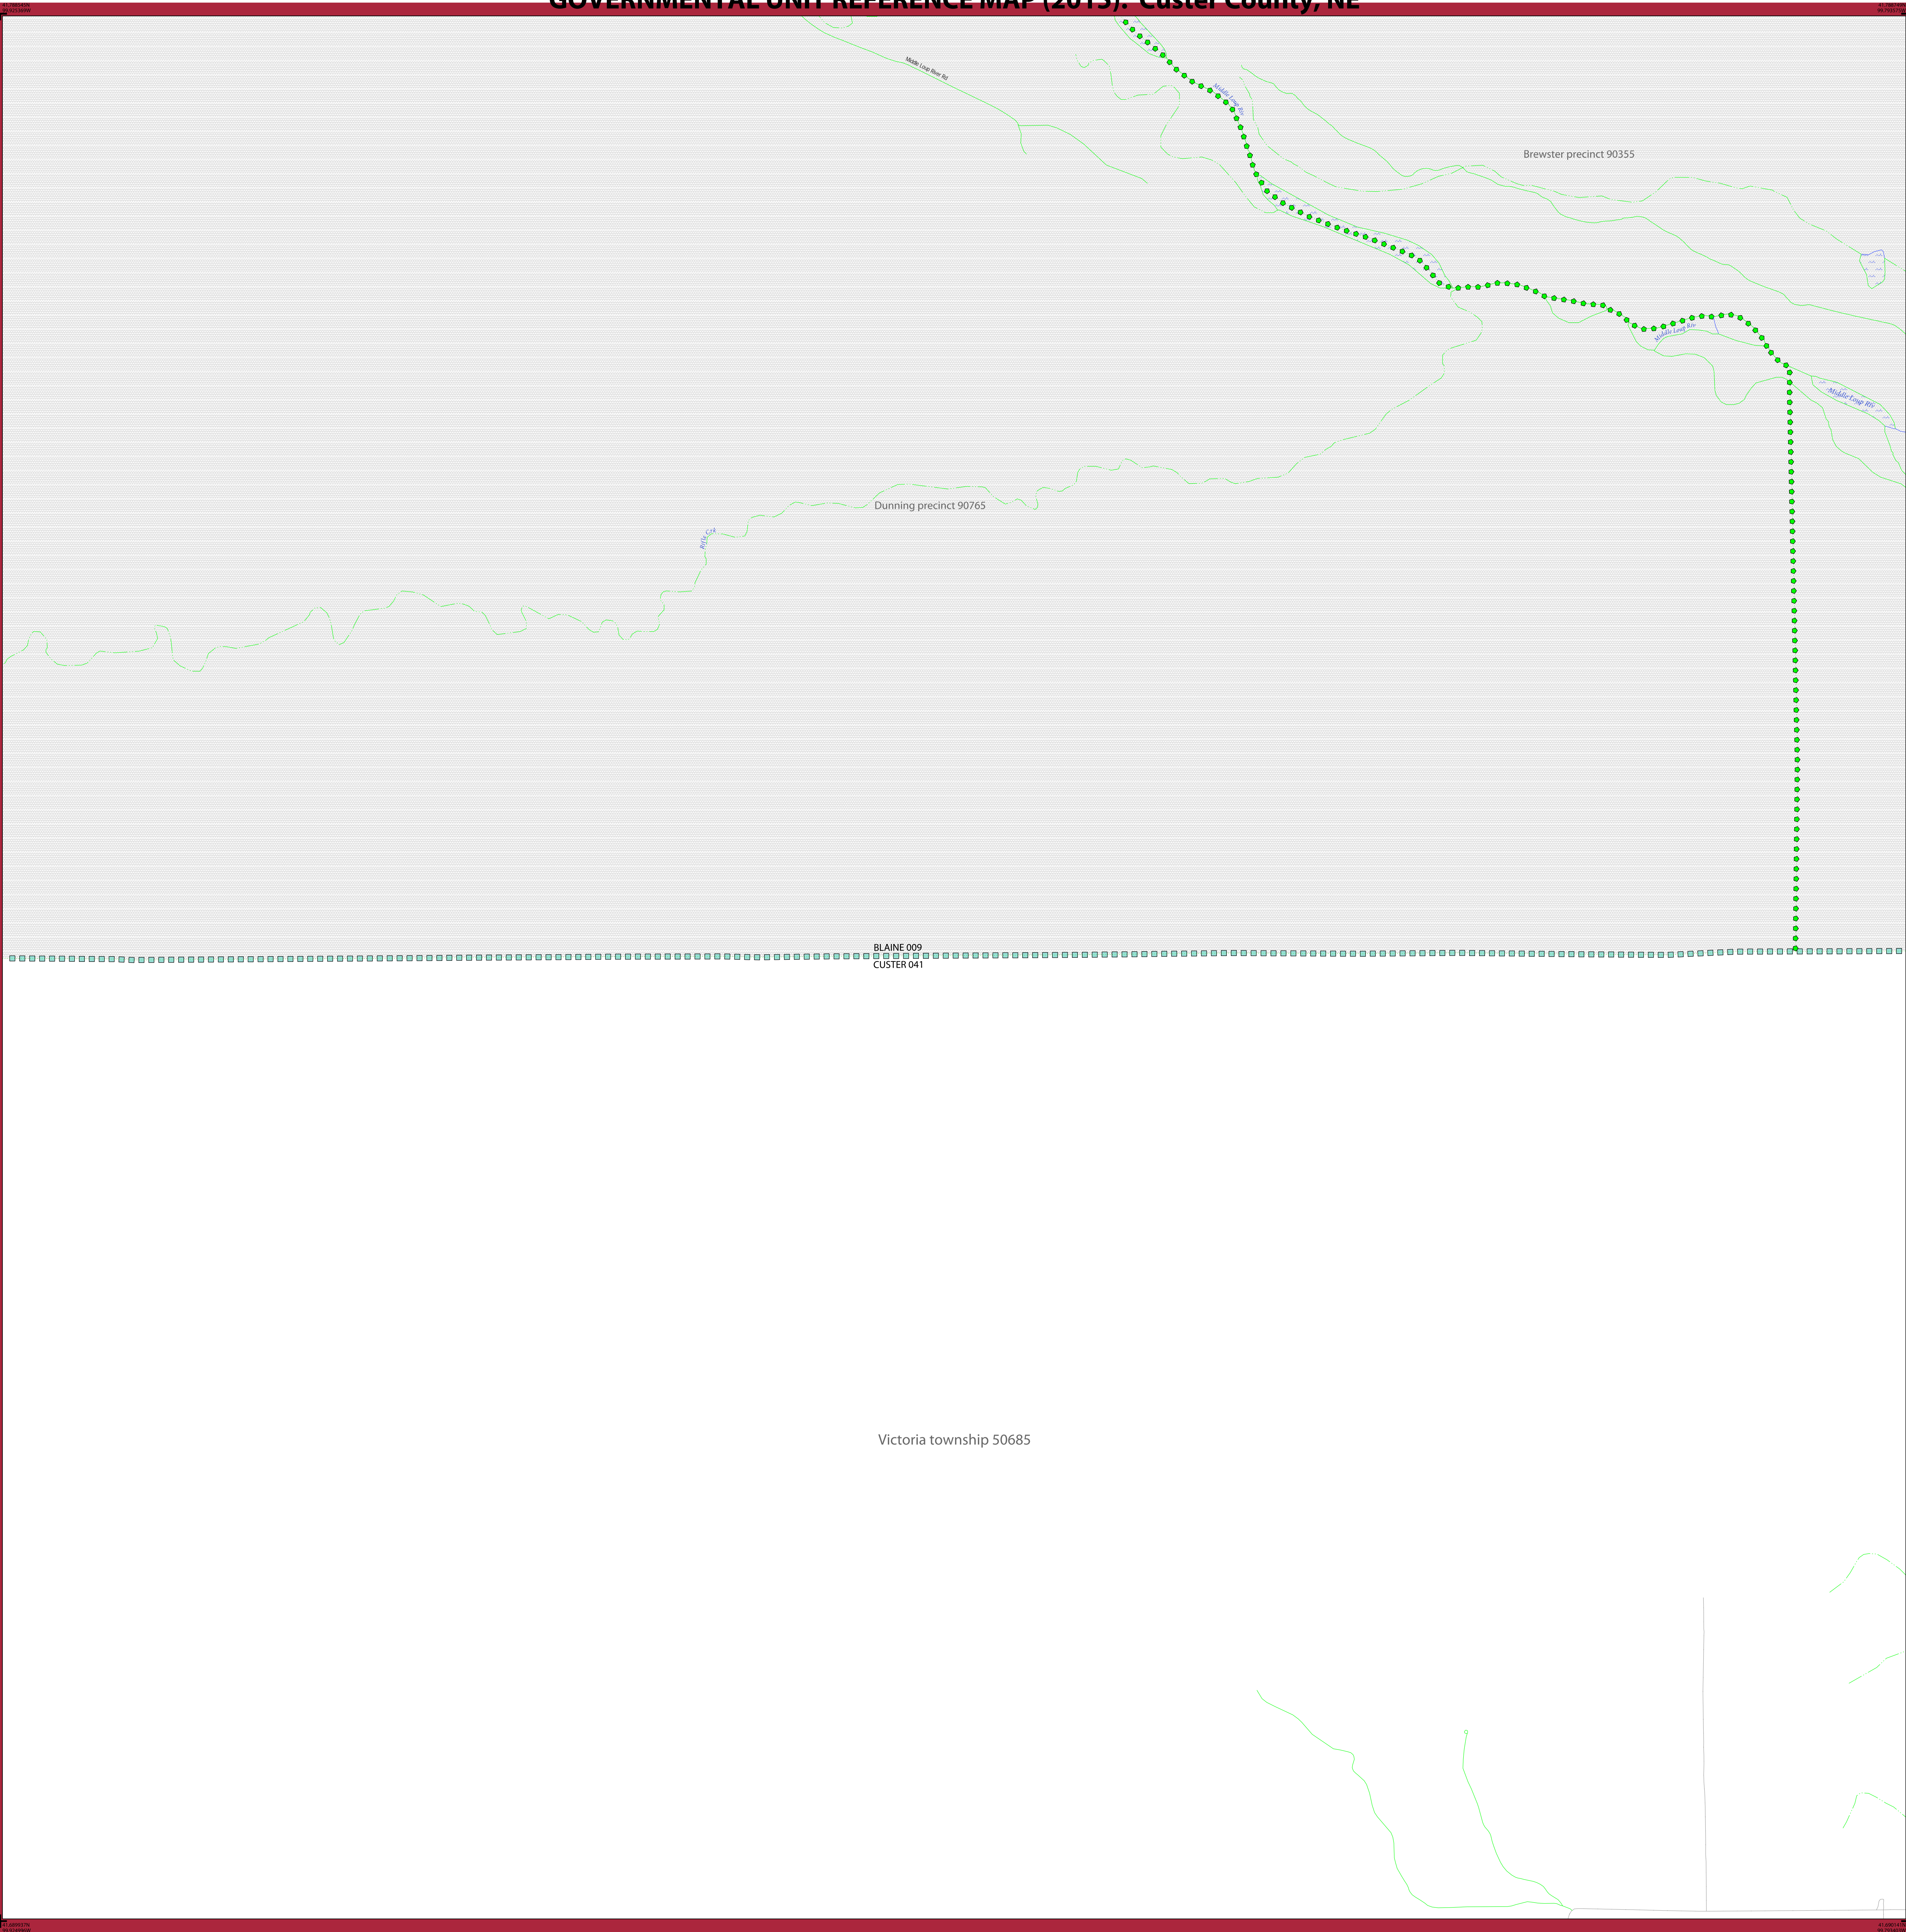 GOVERNMENTAL UNIT REFERENCE MAP (2015): Custer County, NE
Middle Loup River Rd
Middle Loup Riv
Brewster precinct 90355
Middle Loup Riv
Middle Loup Riv
Dunning precinct 90765
Rifle Crk
BLAINE 009
CUSTER 041
Victoria township 50685